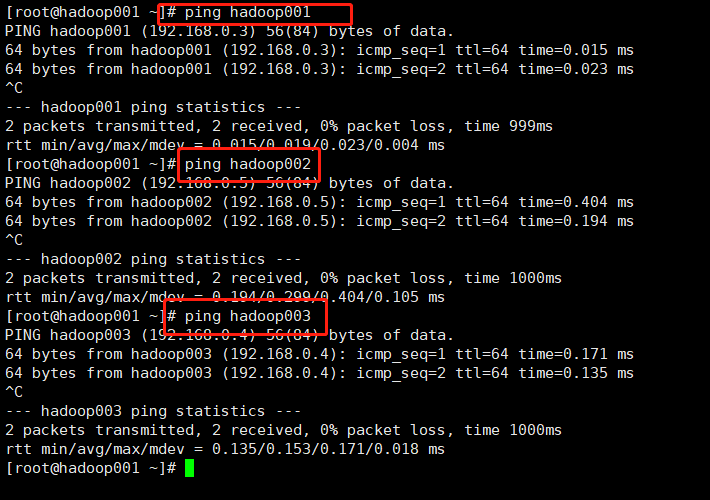 [root@hadoop001 ~]# ping hadoop001
PING hadoop001 (192.168.0.3) 56(84) bytes of data.
64 bytes from hadoop001 (192.168.0.3): icmp_seq=1 ttl=64 time=0.015 ms
64 bytes from hadoop001 (192.168.0.3): icmp_seq=2 ttl=64 time=0.023 ms
^C
--- hadoop001 ping statistics ---
2 packets transmitted, 2 received, 0% packet loss, time 999ms
rtt min/avg/max/mdev = 0.015/0.019/0.023/0.004 ms
[root@hadoop001 ~]# ping hadoop002
PING hadoop002 (192.168.0.5) 56(84) bytes of data.
64 bytes from hadoop002 (192.168.0.5): icmp_seq=1 ttl=64 time=0.404 ms
64 bytes from hadoop002 (192.168.0.5): icmp_seq=2 ttl=64 time=0.194 ms
^C
--- hadoop002 ping statistics ---
2 packets transmitted, 2 received, 0% packet loss, time 1000ms
rtt min/avg/max/mdev = 0.194/0.299/0.404/0.105 ms
[root@hadoop001 ~]# ping hadoop003
PING hadoop003 (192.168.0.4) 56(84) bytes of data.
64 bytes from hadoop003 (192.168.0.4): icmp_seq=1 ttl=64 time=0.171 ms
64 bytes from hadoop003 (192.168.0.4): icmp_seq=2 ttl=64 time=0.135 ms
^C
--- hadoop003 ping statistics ---
2 packets transmitted, 2 received, 0% packet loss, time 1000ms
rtt min/avg/max/mdev = 0.135/0.153/0.171/0.018 ms
[root@hadoop001 ~]#